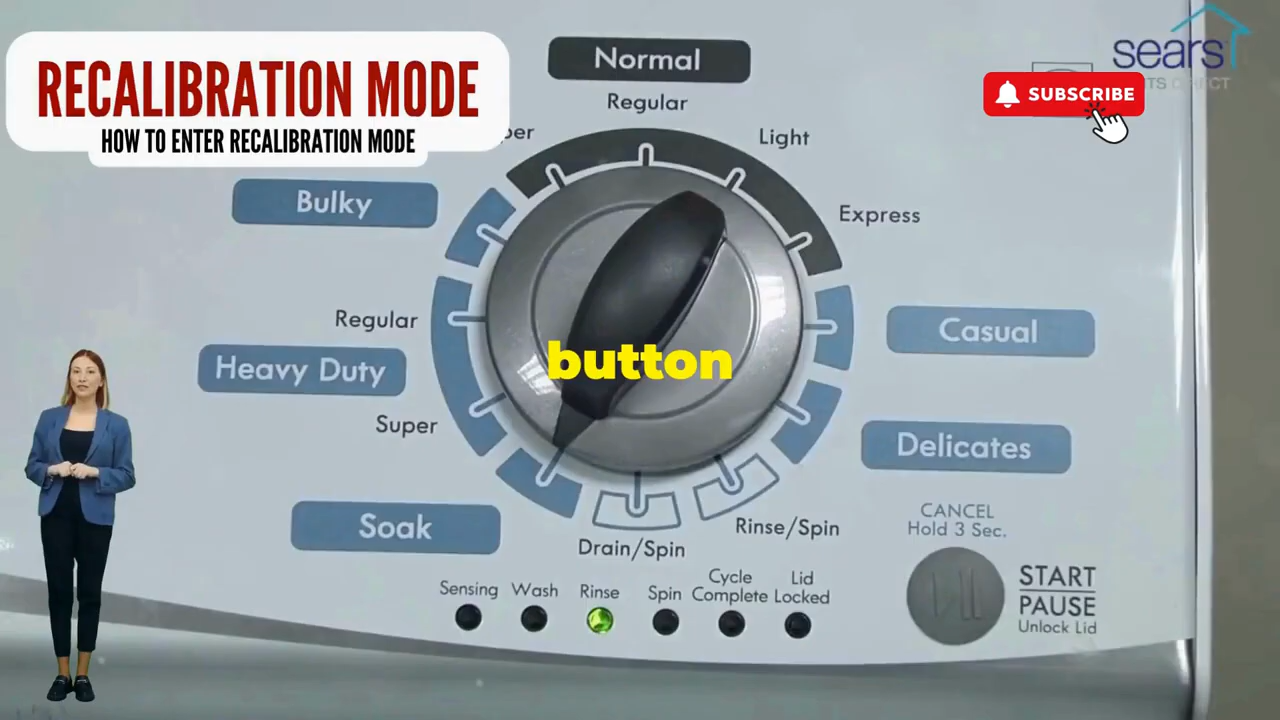 RECALIBRATION MODE
HOW TO ENTER RECALIBRATION MODE
Normal
Regular
Light
Express
sears
DIRECT
SUBSCRIBE
Bulky
Regular
Heavy Duty
Super
Soak
button
Casual
Delicates
Rinse/Spin
Drain/Spin
CANCEL
Hold 3 Sec.
START
PAUSE
Unlock Lid
Sensing
Wash
Rinse
Spin
Cycle
Complete
Lid
Locked